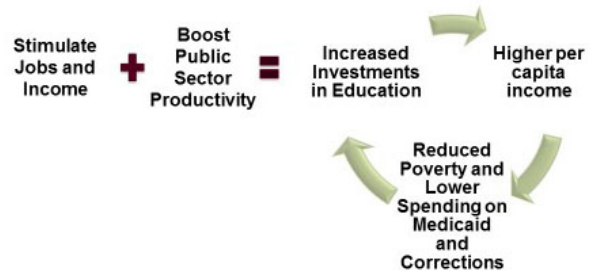 Stimulate
Jobs and
Income
+
Boost
Public
Sector
Productivity
=
Increased
Investments
in Education
Higher per
capita
income
Reduced
Poverty and
Lower
Spending on
Medicaid
and
Corrections